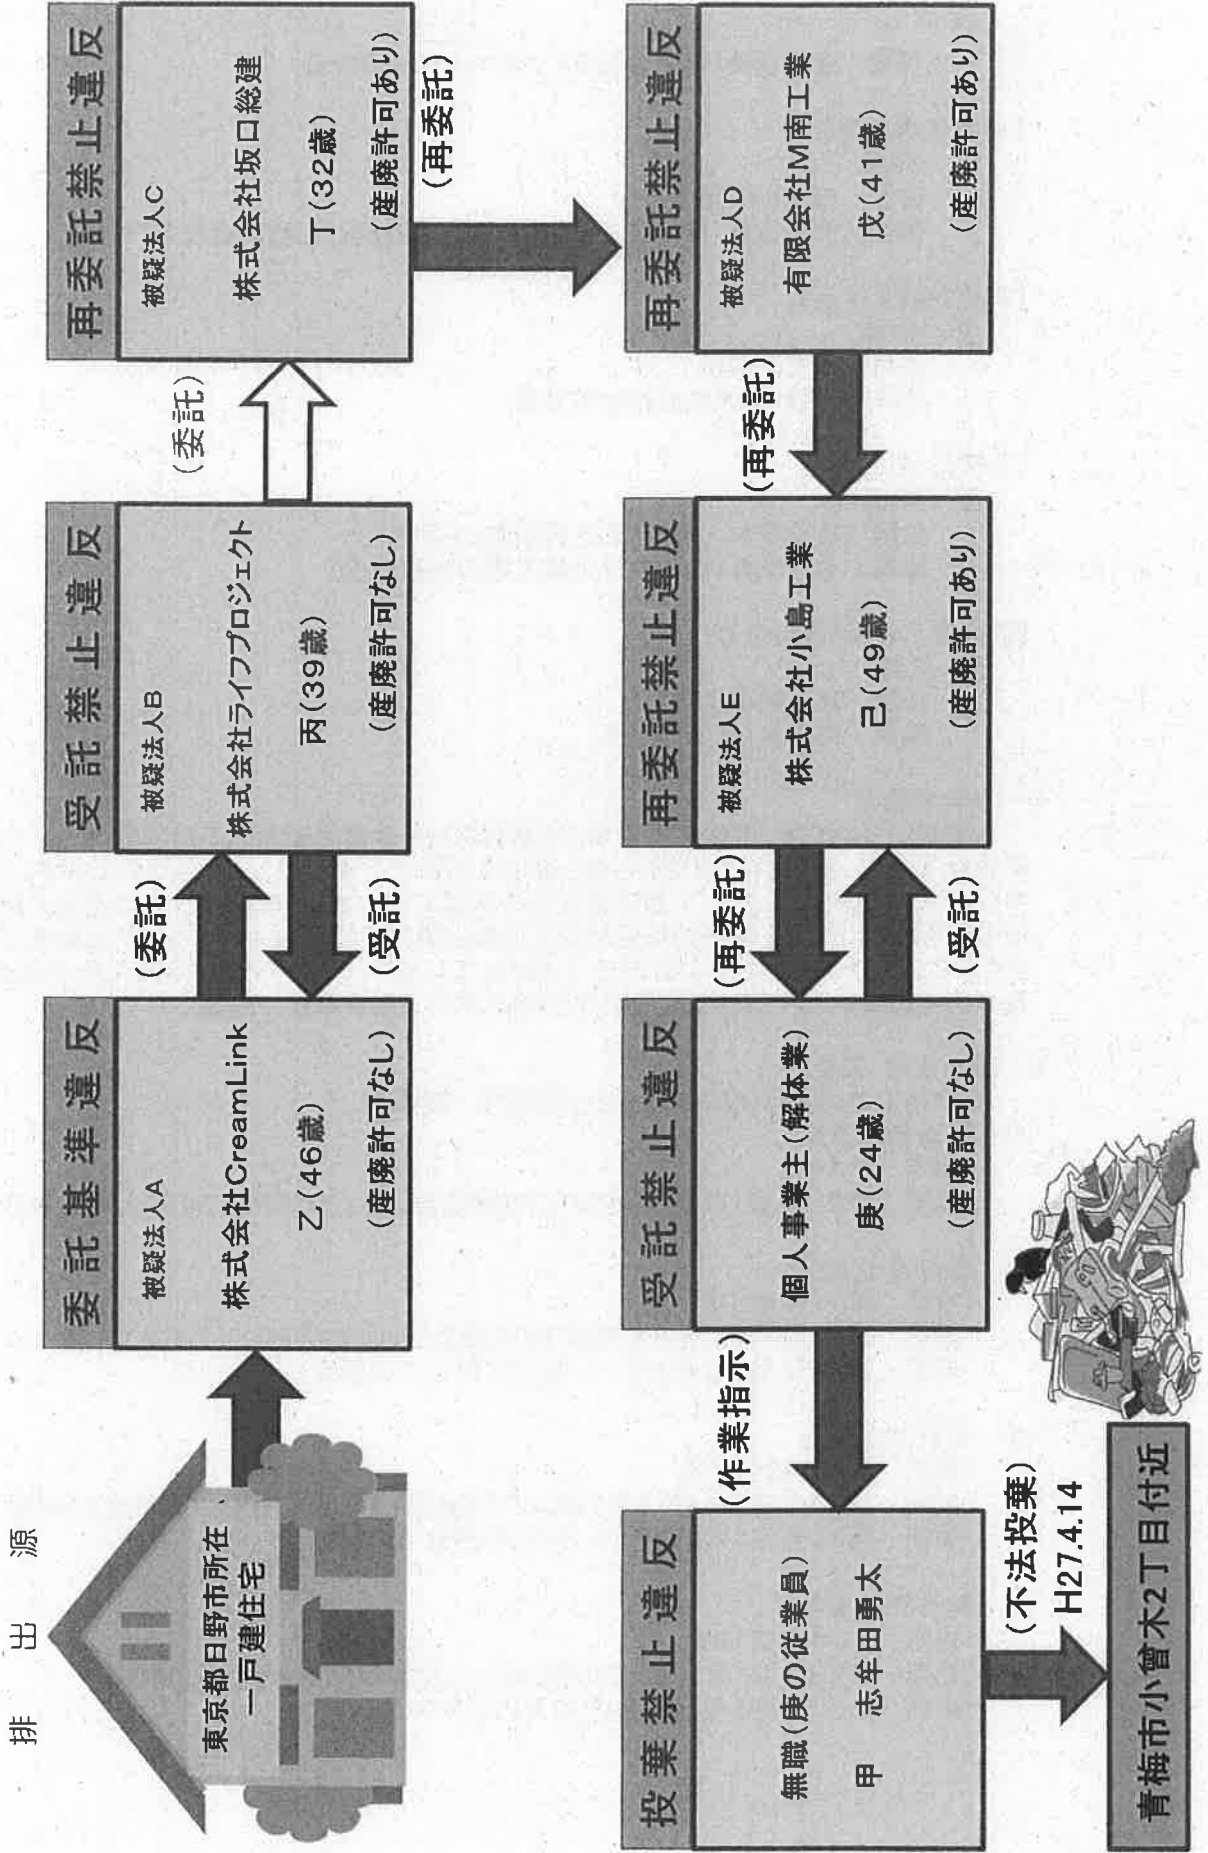 排出源
東京都日野市所在
一戸建住宅
委託基準違反
被疑法人A
株式会社CreamLink
乙(46歳)
(産廃許可なし)
(委託)
(受託)
受託禁止違反
被疑法人B
株式会社ライフプロジェクト
丙(39歳)
(産廃許可なし)
(委託)
再委託禁止違反
被疑法人C
株式会社坂口総建
丁(32歳)
(産廃許可あり)
(再委託)
再委託禁止違反
被疑法人D
有限会社M南工業
戊(41歳)
(産廃許可あり)
(再委託)
再委託禁止違反
被疑法人E
株式会社小島工業
己(49歳)
(産廃許可あり)
(再委託)
(受託)
受託禁止違反
個人事業主(解体業)
庚(24歳)
(産廃許可なし)
(作業指示)
投棄禁止違反
無職(庚の従業員)
甲 志牟田勇太
(不法投棄)
H27.4.14
青梅市小曾木2丁目付近